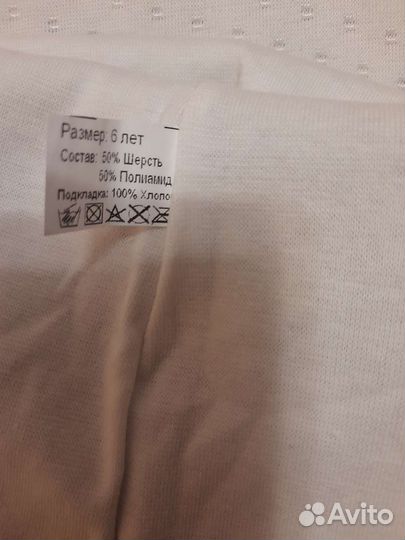 Размер: 6 лет
Состав: 50% Шерсть
50% Полиамид
Подкладка: 100% Хлопо
Avito